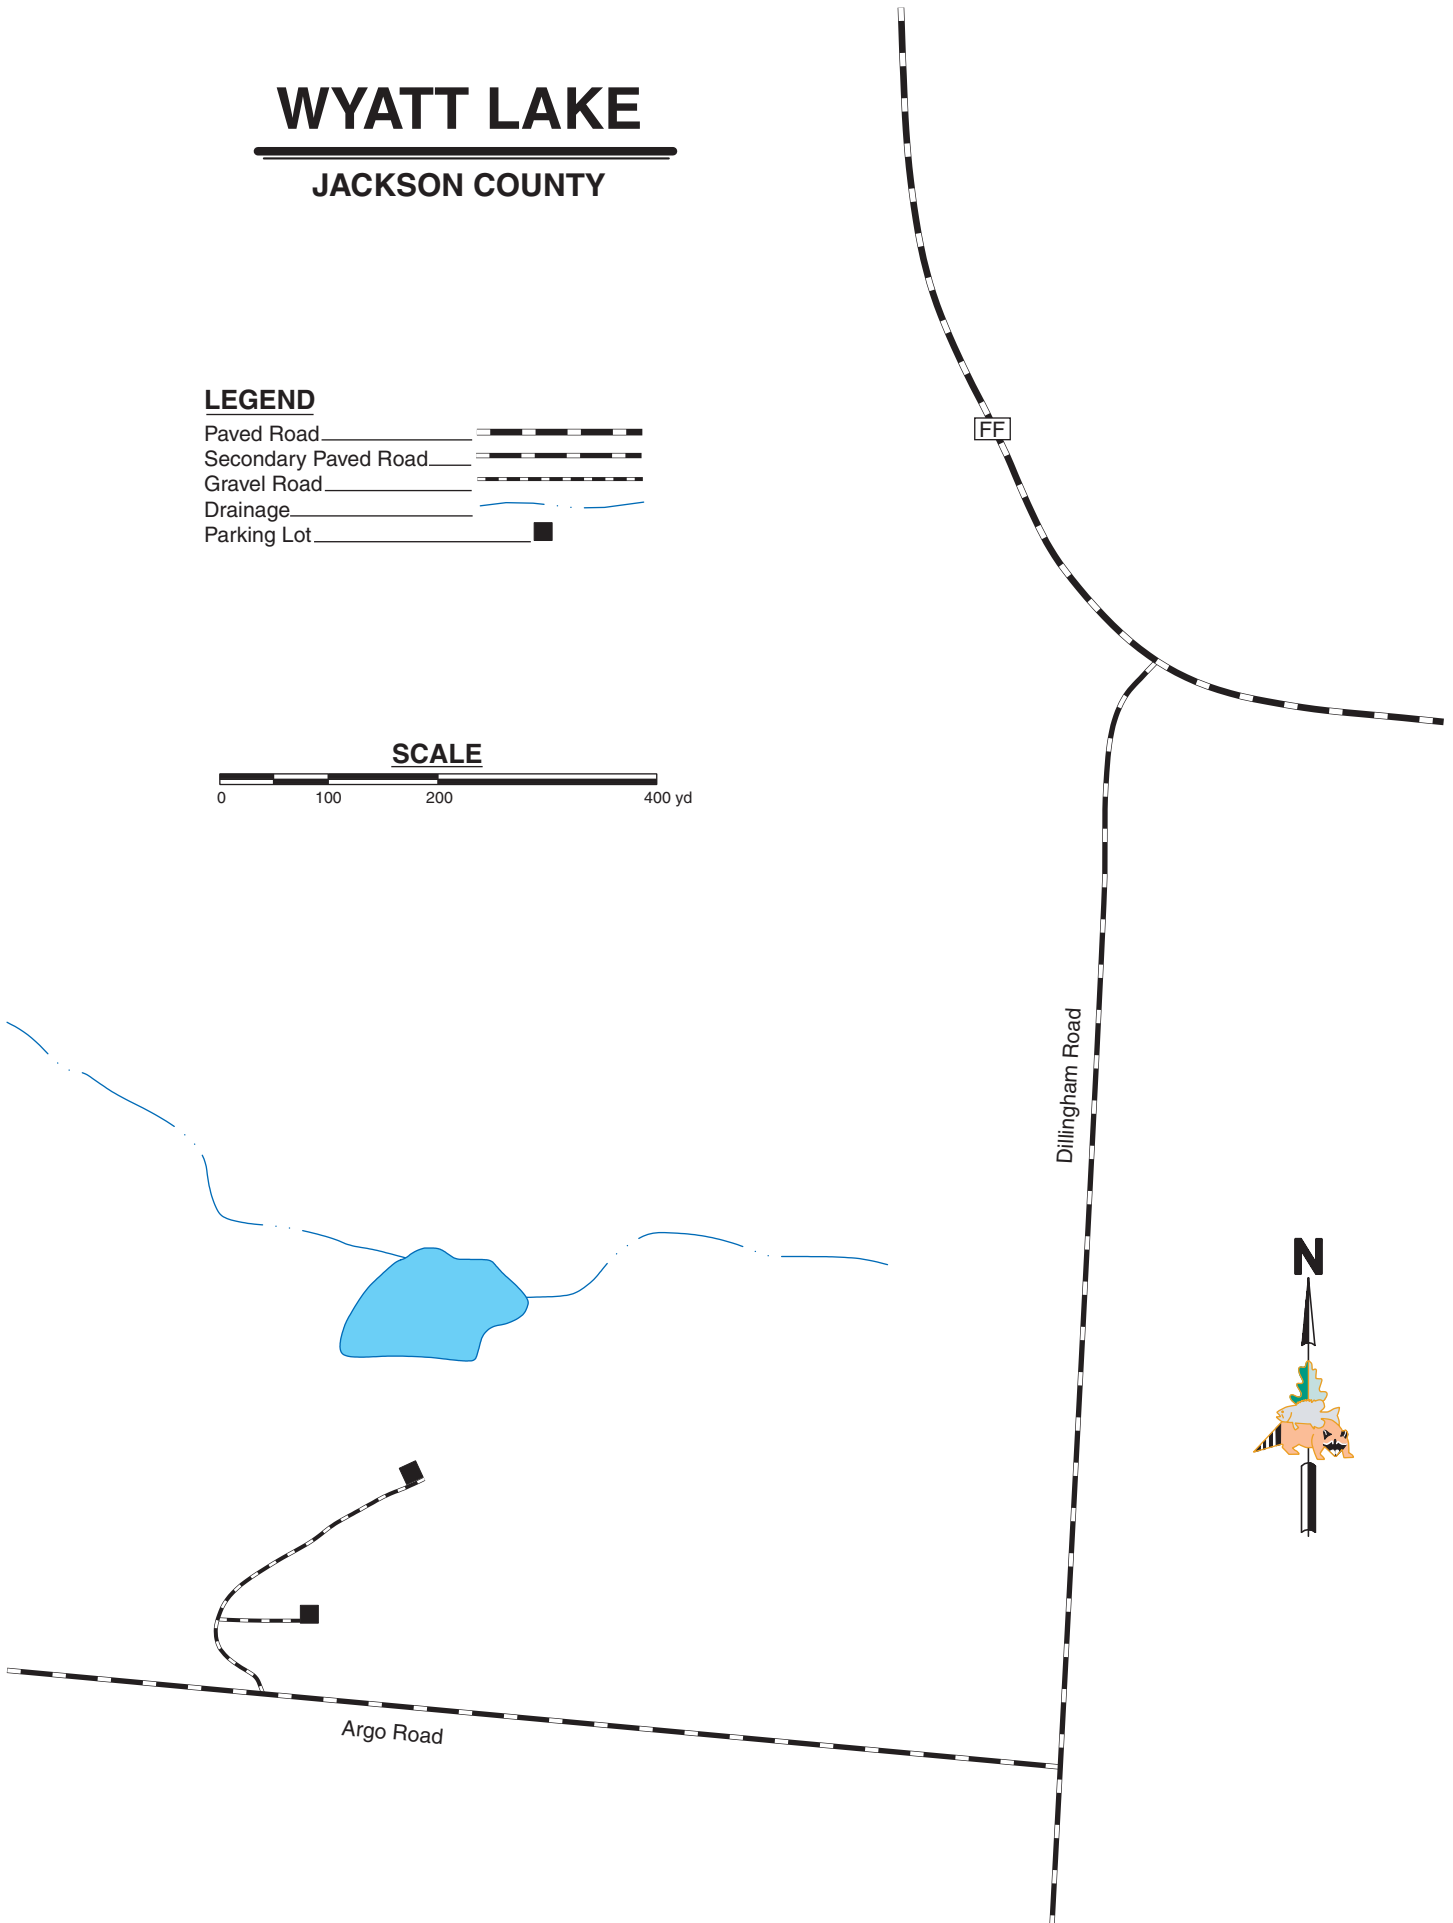 WYATT LAKE
JACKSON COUNTY
LEGEND
Paved Road
Secondary Paved Road
Gravel Road
Drainage
Parking Lot
FF
SCALE
0 100 200 400 yd
Dillingham Road
N
Argo Road